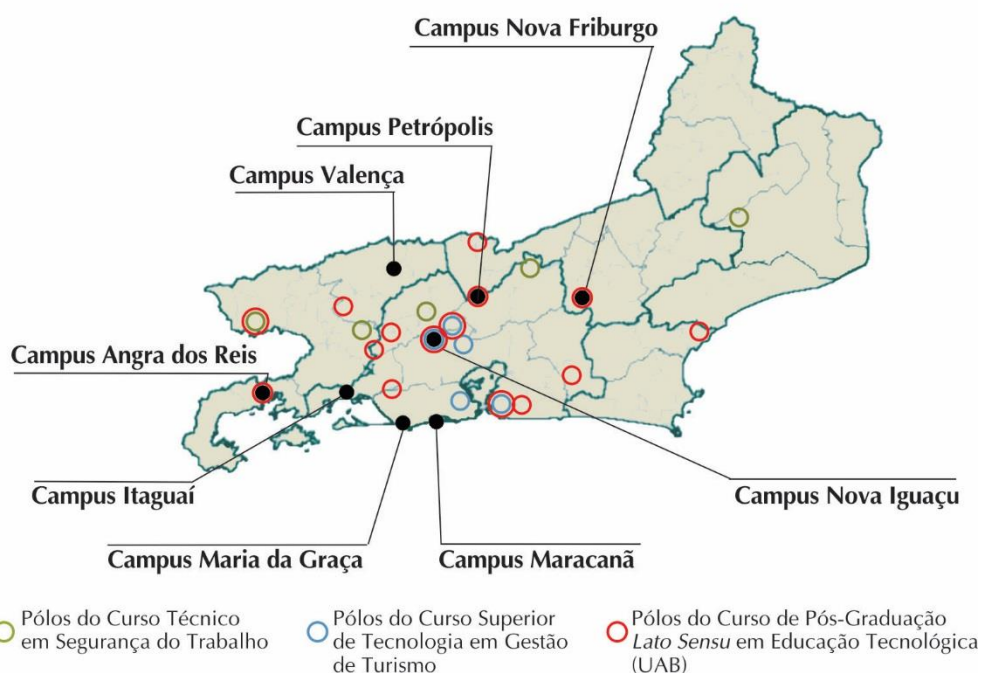 Campus Nova Friburgo
Campus Petrópolis
Campus Valença
Campus Angra dos Reis
Campus Itaguaí
Campus Nova Iguaçu
Campus Maria da Graça
Campus Maracanã
Pólos do Curso Técnico
em Segurança do Trabalho
Pólos do Curso Superior
de Tecnologia em Gestão
de Turismo
Pólos do Curso de Pós-Graduação
Lato Sensu em Educação Tecnológica
(UAB)